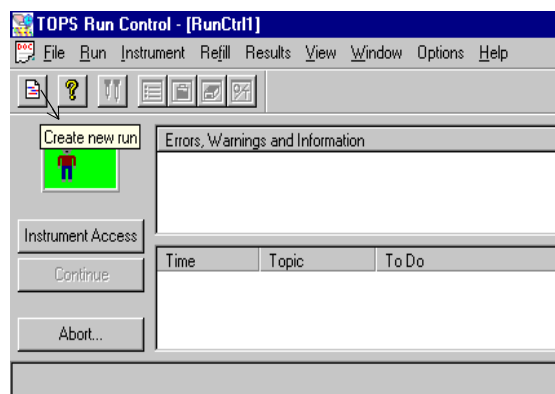 TOPS Run Control - [RunCtrl1]
File Run Instrument Refill Results View Window Options Help
Create new run
Errors, Warnings and Information
Instrument Access
Continue
Abort...
Time Topic To Do